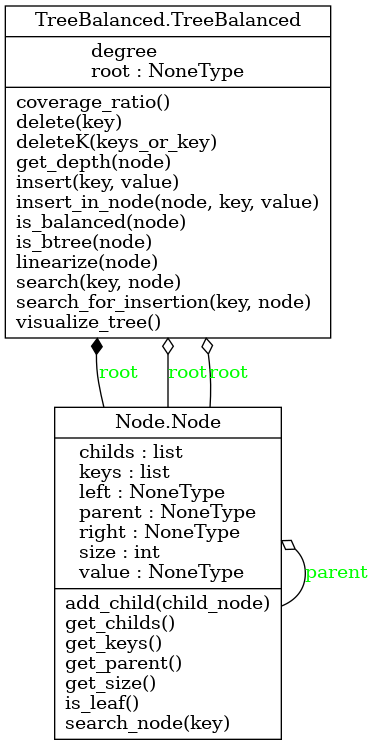 TreeBalanced.TreeBalanced
degree
root : NoneType
coverage_ratio()
delete(key)
deleteK(keys_or_key)
get_depth(node)
insert(key, value)
insert_in_node(node, key, value)
is_balanced(node)
is_btree(node)
linearize(node)
search(key, node)
search_for_insertion(key, node)
visualize_tree()
root root root
Node.Node
childs : list
keys : list
left : NoneType
parent : NoneType
right : NoneType
size : int
value : NoneType
parent
add_child(child_node)
get_childs()
get_keys()
get_parent()
get_size()
is_leaf()
search_node(key)